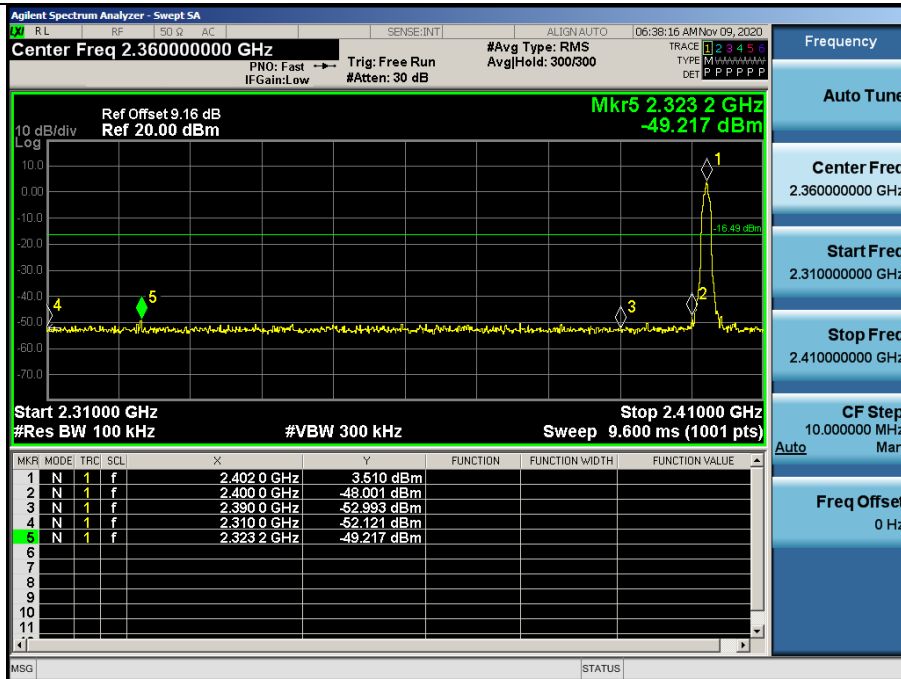 Agilent Spectrum Analyzer - Swept SA
LXI RL RF 50 Ω AC SENSE:INT ALIGN AUTO 06:38:16 AM Nov 09, 2020
Center Freq 2.360000000 GHz
PNO: Fast
IFGain:Low
Trig: Free Run
#Atten: 30 dB
#Avg Type: RMS
Avg|Hold: 300/300
TRACE 1 2 3 4 5 6
TYPE M
DET P P P P P P
Mkr5 2.323 2 GHz
-49.217 dBm
Ref Offset 9.16 dB
10 dB/div Ref 20.00 dBm
Log
10.0
0.00
-10.0
-20.0
-30.0
-40.0
-50.0
-60.0
-70.0
-16.49 dBm
1
2
3
4
5
Start 2.31000 GHz Stop 2.41000 GHz
#Res BW 100 kHz #VBW 300 kHz Sweep 9.600 ms (1001 pts)
MKR MODE TRC SCL X Y FUNCTION FUNCTION WIDTH FUNCTION VALUE
1 N 1 f 2.402 0 GHz 3.510 dBm
2 N 1 f 2.400 0 GHz -48.001 dBm
3 N 1 f 2.390 0 GHz -52.993 dBm
4 N 1 f 2.310 0 GHz -52.121 dBm
5 N 1 f 2.323 2 GHz -49.217 dBm
6
7
8
9
10
11
MSG STATUS
Frequency
Auto Tune
Center Freq
2.360000000 GHz
Start Freq
2.310000000 GHz
Stop Freq
2.410000000 GHz
CF Step
10.000000 MHz
Auto Man
Freq Offset
0 Hz